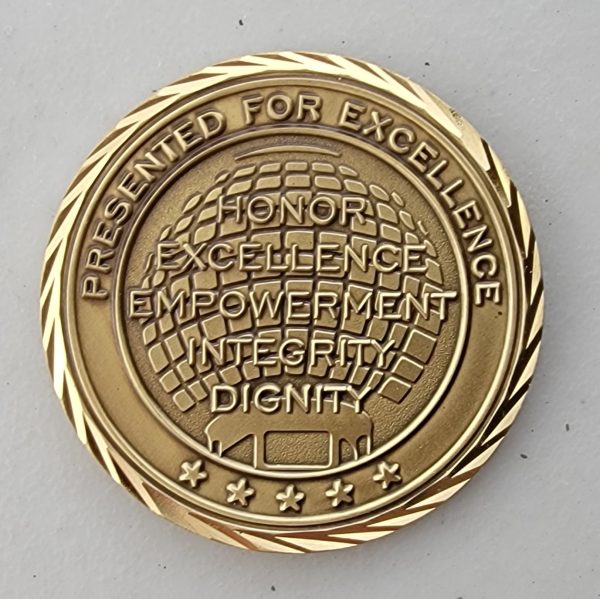 PRESENTED FOR EXCELLENCE
HONOR
EXCELLENCE
EMPOWERMENT
INTEGRITY
DIGNITY